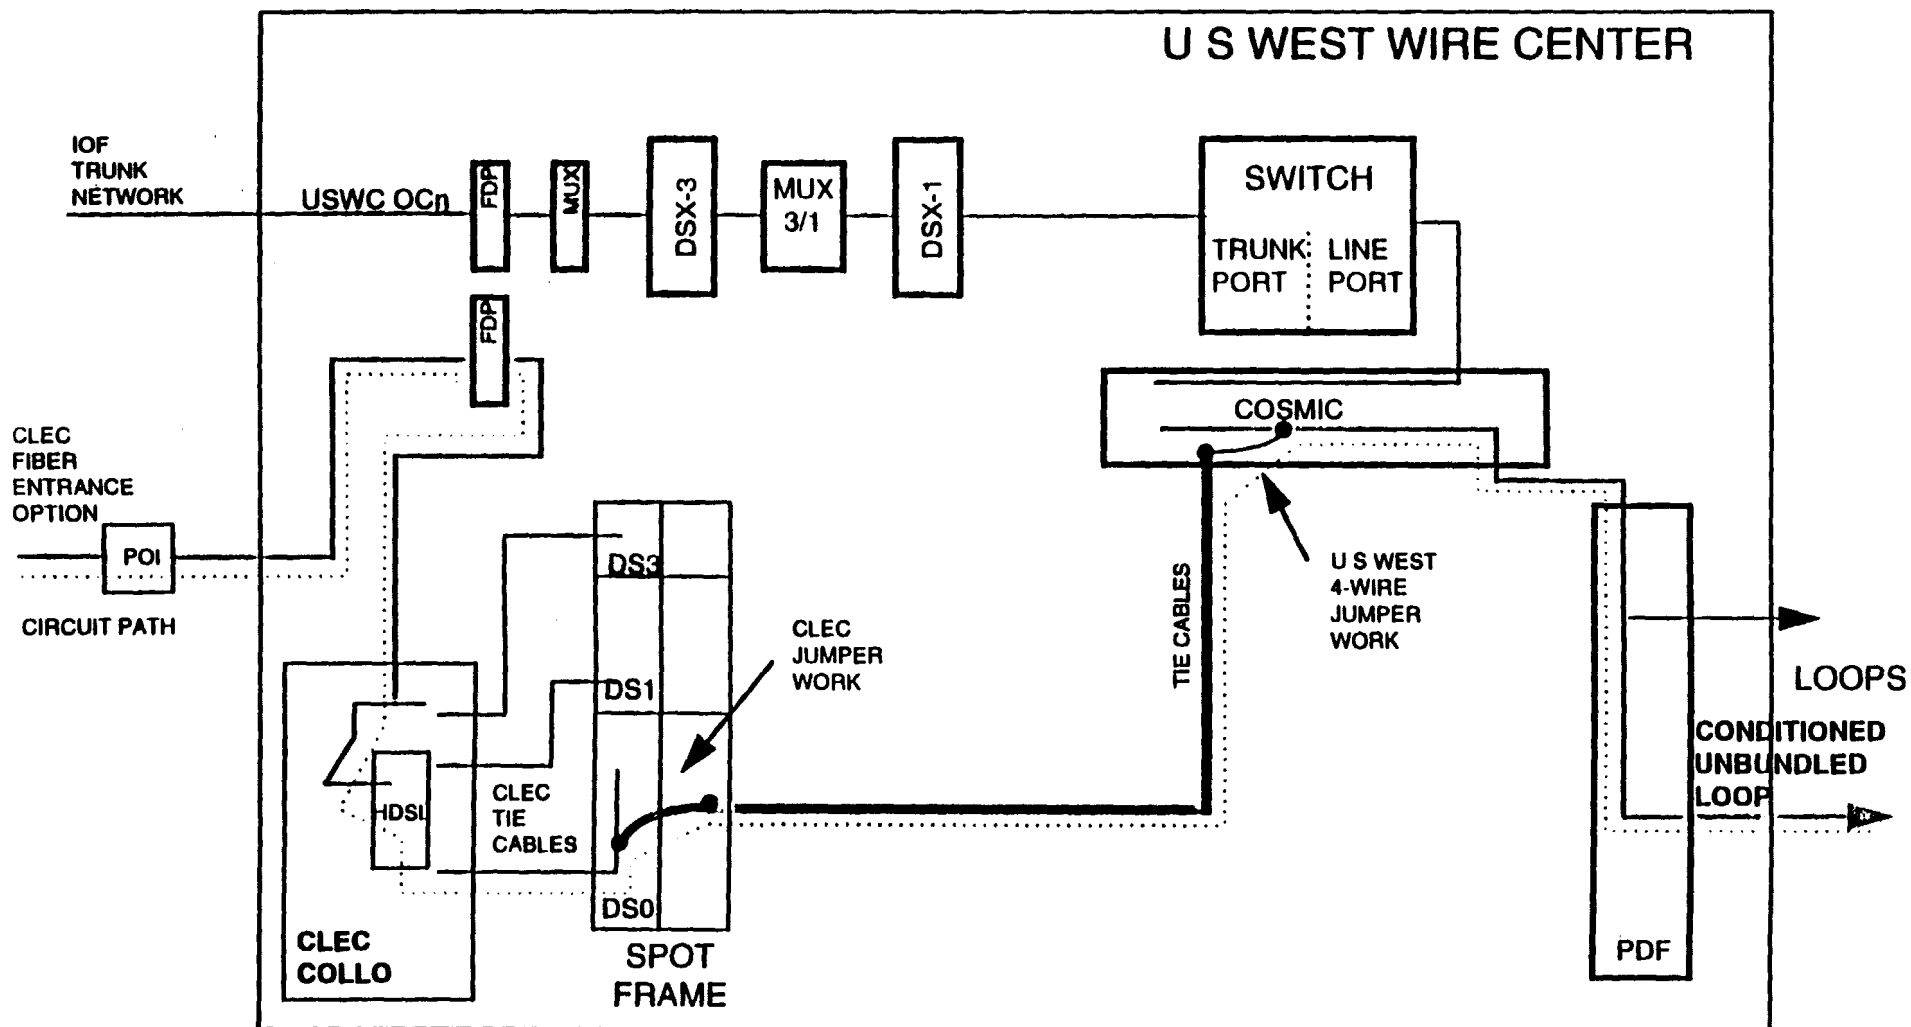 U S WEST WIRE CENTER
IOF
TRUNK
NETWORK
USWC OCn
FDP
MUX
DSX-3
MUX
3/1
DSX-1
SWITCH
TRUNK
PORT
LINE
PORT
FDP
COSMIC
CLEC
FIBER
ENTRANCE
OPTION
POI
CIRCUIT PATH
DS3
DS1
DS0
CLEC
JUMPER
WORK
TIE CABLES
U S WEST
4-WIRE
JUMPER
WORK
LOOPS
CONDITIONED
UNBUNDLED
LOOP
HDSL
CLEC
TIE
CABLES
CLEC
COLLO
SPOT
FRAME
PDF